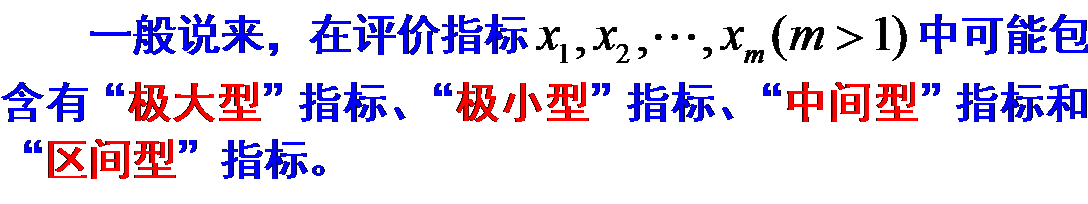 一般说来，在评价指标 x₁, x₂, ⋯, xₘ (m > 1) 中可能包
含有“极大型”指标、“极小型”指标、“中间型”指标和
“区间型”指标。